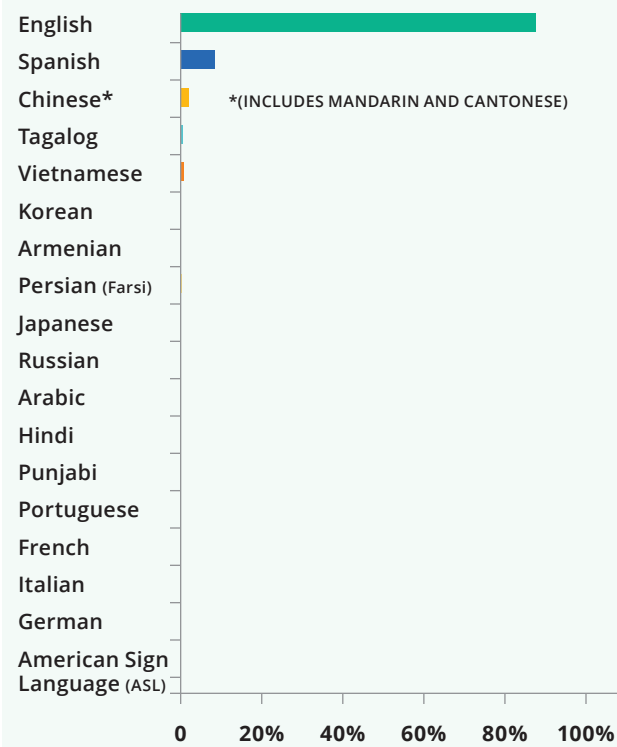 English
Spanish
Chinese* *(INCLUDES MANDARIN AND CANTONESE)
Tagalog
Vietnamese
Korean
Armenian
Persian (Farsi)
Japanese
Russian
Arabic
Hindi
Punjabi
Portuguese
French
Italian
German
American Sign
Language (ASL)
0 20% 40% 60% 80% 100%